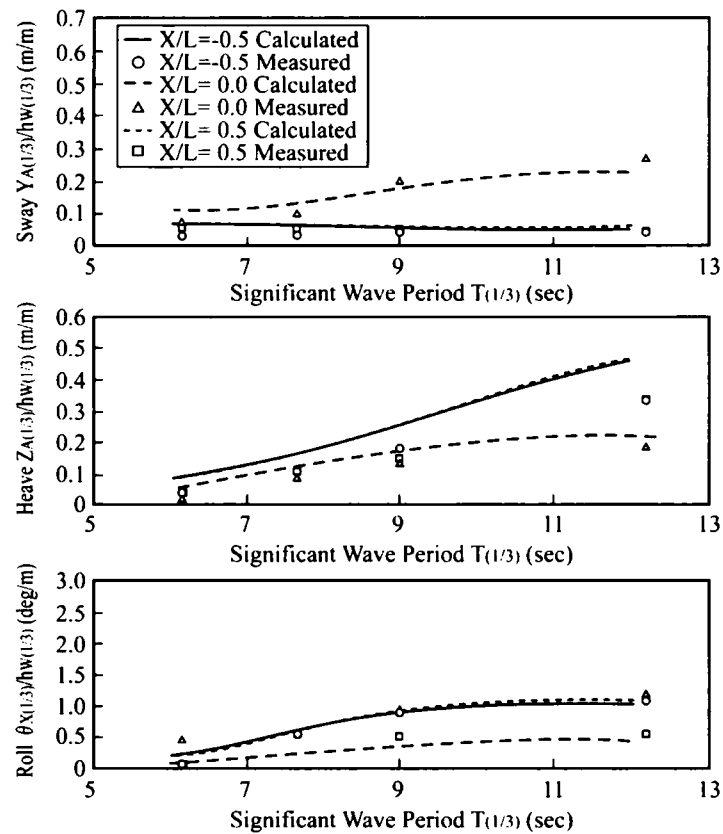 0.7
0.6
0.5
0.4
0.3
0.2
0.1
0
Sway YA(1/3)/hw(1/3) (m/m)
X/L=-0.5 Calculated
X/L=-0.5 Measured
X/L= 0.0 Calculated
X/L= 0.0 Measured
X/L= 0.5 Calculated
X/L= 0.5 Measured
5 7 9 11 13
Significant Wave Period T(1/3) (sec)
0.6
0.5
0.4
0.3
0.2
0.1
0
Heave ZA(1/3)/hw(1/3) (m/m)
5 7 9 11 13
Significant Wave Period T(1/3) (sec)
3.0
2.5
2.0
1.5
1.0
0.5
0
Roll θX(1/3)/hw(1/3) (deg/m)
5 7 9 11 13
Significant Wave Period T(1/3) (sec)